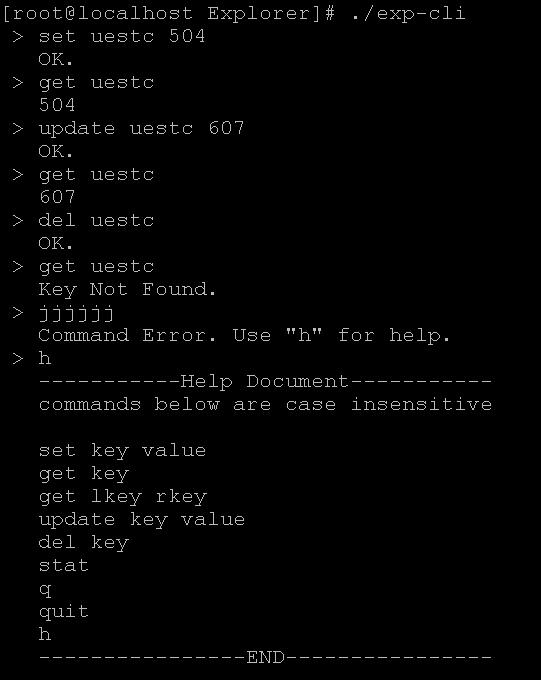 [root@localhost Explorer]# ./exp-cli
> set uestc 504
OK.
> get uestc
504
> update uestc 607
OK.
> get uestc
607
> del uestc
OK.
> get uestc
Key Not Found.
> jjjjjj
Command Error. Use "h" for help.
> h
-----------Help Document-----------
commands below are case insensitive

set key value
get key
get lkey rkey
update key value
del key
stat
q
quit
h
----------------END----------------